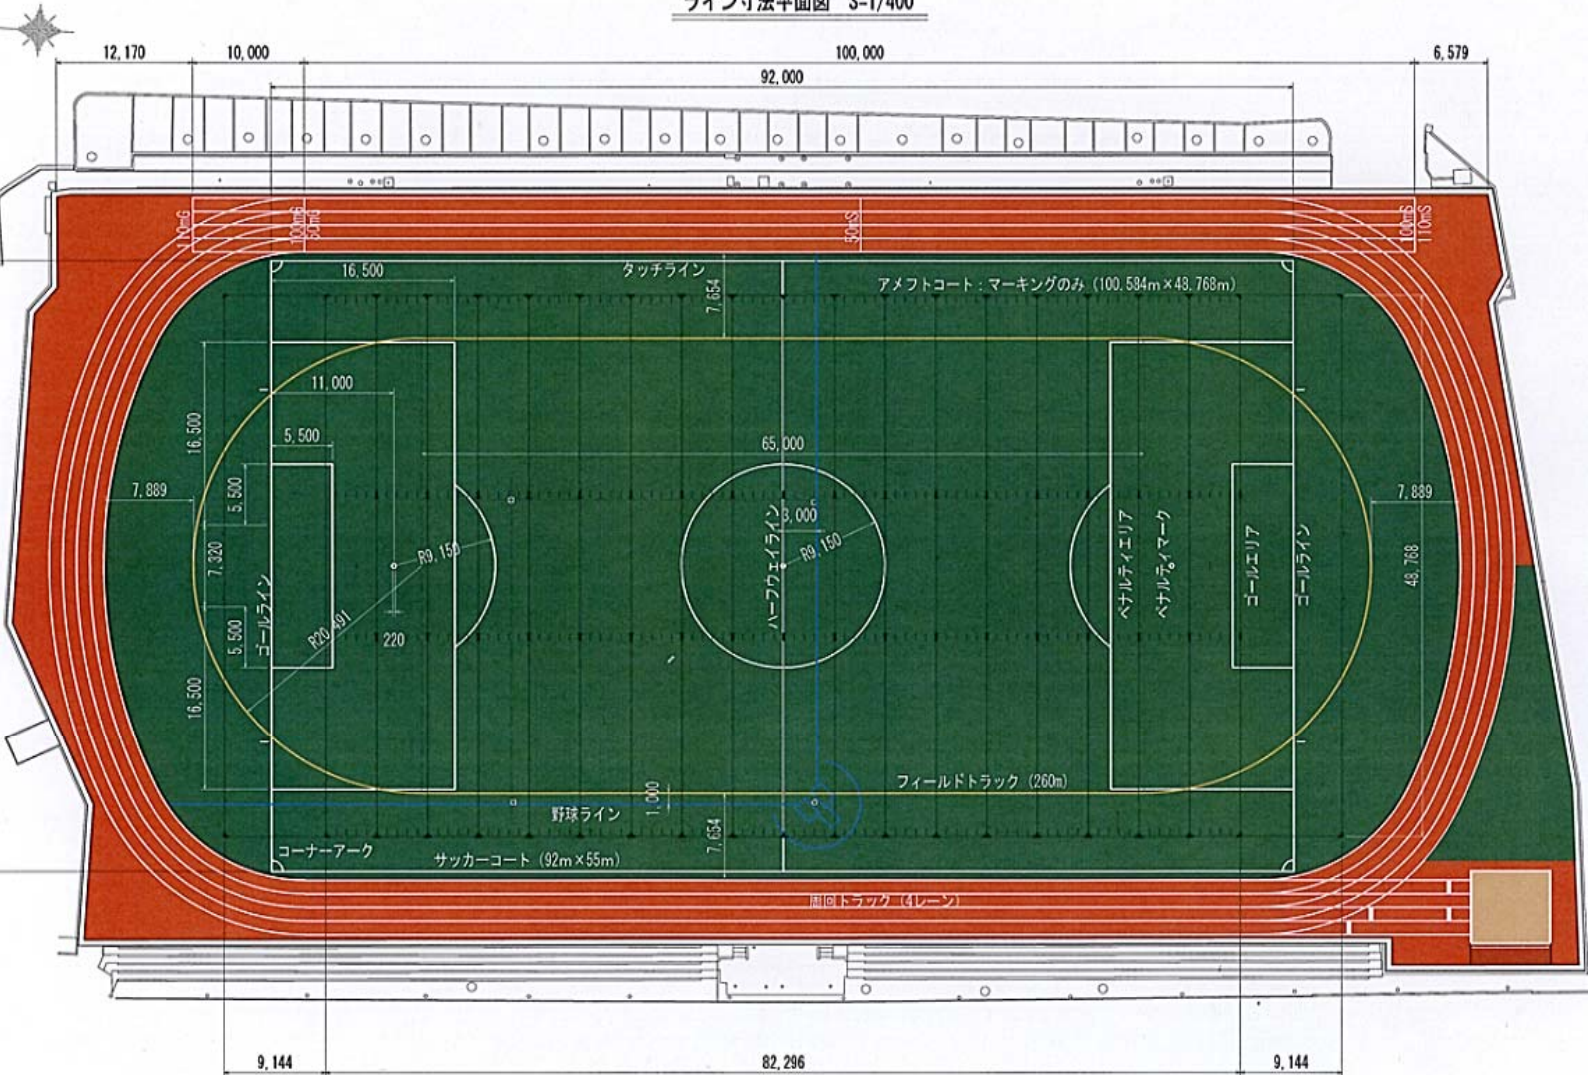 ライン寸法平面図 S=1/400
12,170
10,000
100,000
6,579
92,000
110mG
100mG
50mG
50mS
100mS
110mS
16,500
タッチライン
7,654
アメフトコート：マーキングのみ (100.584m×48.768m)
11,000
16,500
5,500
65,000
7,889
5,500
7,889
3,000
7,320
R9,150
R9,150
ハーフウェイライン
ペナルティエリア
ペナルティマーク
ゴールエリア
ゴールライン
48,768
ゴールライン
5,500
R20,491
220
16,500
フィールドトラック (260m)
1,000
野球ライン
7,654
コーナーアーク
サッカーコート (92m×55m)
周回トラック (4レーン)
9,144
82,296
9,144